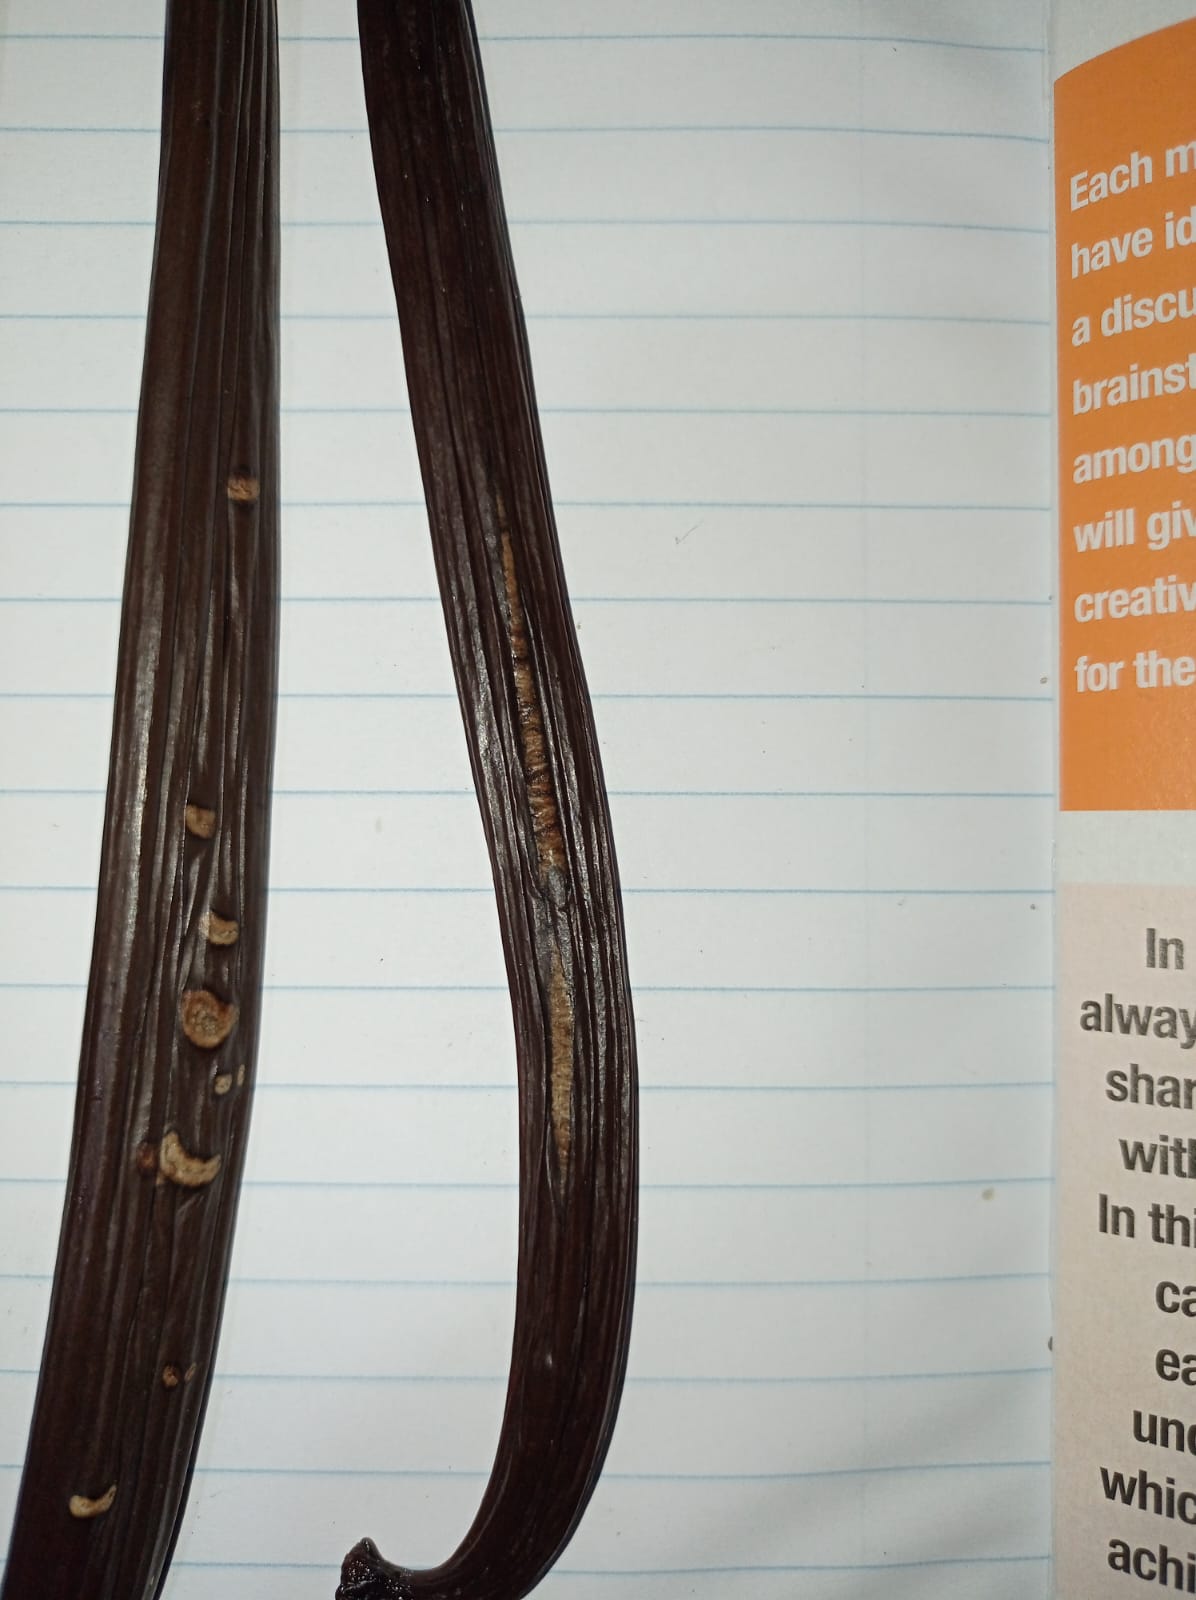 Each m
have id
a discu
brainst
among
will giv
creativ
for the
In
alway
shar
with
In thi
ca
ea
und
whic
achi